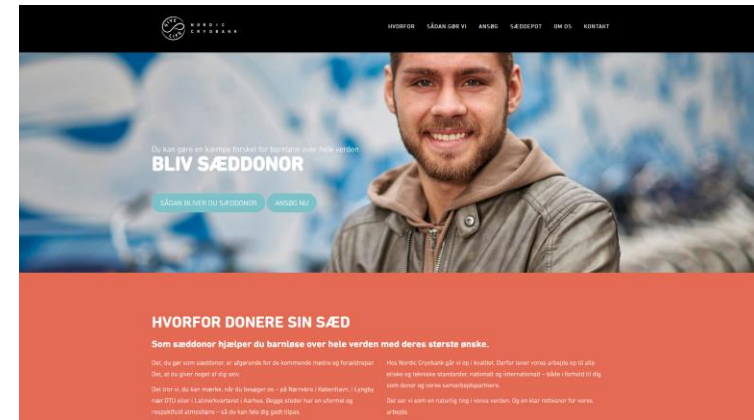 GIVE LIFE
NORDIC
CRYOBANK
HVORFOR SÅDAN GØR VI ANSØG SÆDDEPOT OM OS KONTAKT
Du kan gøre en kæmpe forskel for barnløse over hele verden
BLIV SÆDDONOR
SÅDAN BLIVER DU SÆDDONOR ANSØG NU
HVORFOR DONERE SIN SÆD
Som sæddonor hjælper du barnløse over hele verden med deres største ønske.
Det, du gør som sæddonor, er afgørende for de kommende mødre og forældrepar.
Det, at du giver noget af dig selv.
Det tror vi, du kan mærke, når du besøger os – på Nørrebro i København, i Lyngby
nær DTU eller i Latinerkvarteret i Aarhus. Begge steder har en uformel og
respektfuld atmosfære – så du kan føle dig godt tilpas.
Hos Nordic Cryobank går vi op i kvalitet. Derfor lever vores arbejde op til alle
etiske og tekniske standarder, nationalt og internationalt – både i forhold til dig
som donor og vores samarbejdspartnere.
Det ser vi som en naturlig ting i vores verden. Og en klar rettesnor for vores
arbejde.